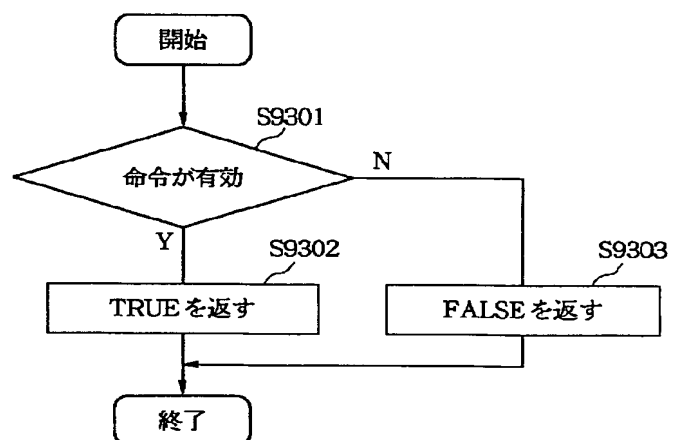 開始
S9301
命令が有効
N
Y
S9302
S9303
TRUEを返す
FALSEを返す
終了